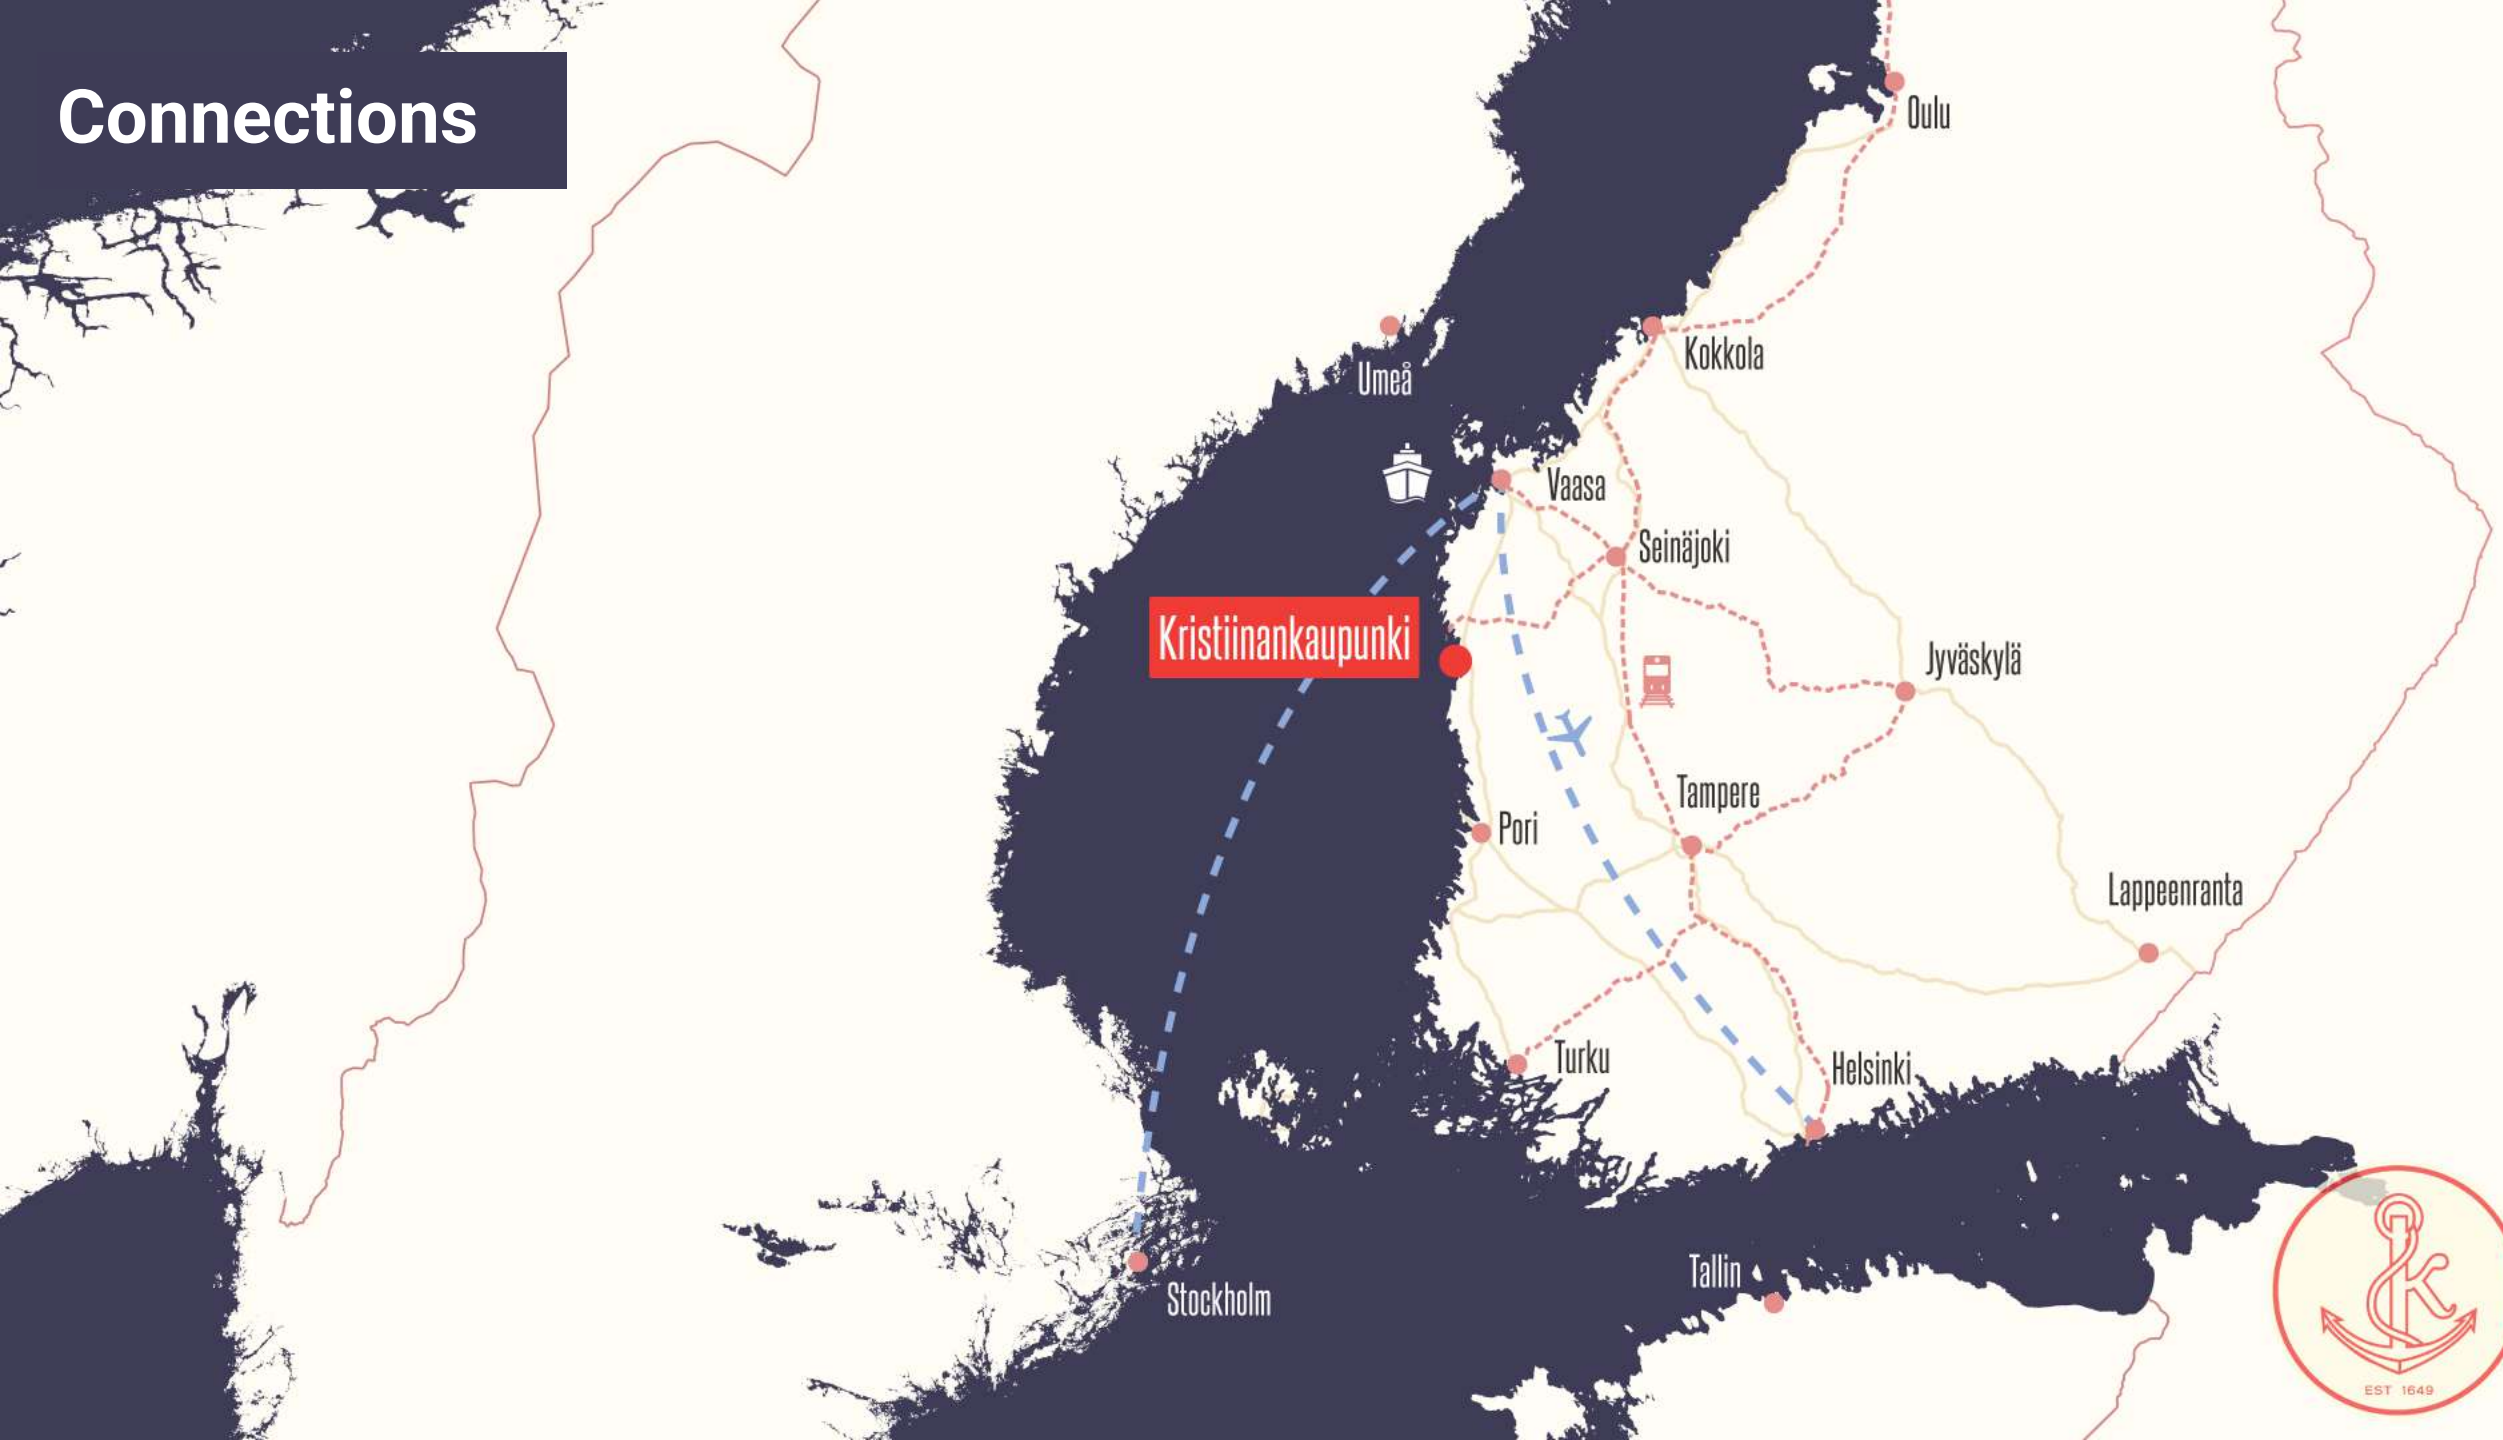 Connections
Oulu
Kokkola
Umeå
Vaasa
Seinäjoki
Kristiinankaupunki
Jyväskylä
Tampere
Pori
Lappeenranta
Turku
Helsinki
Tallin
Stockholm
K
EST 1649